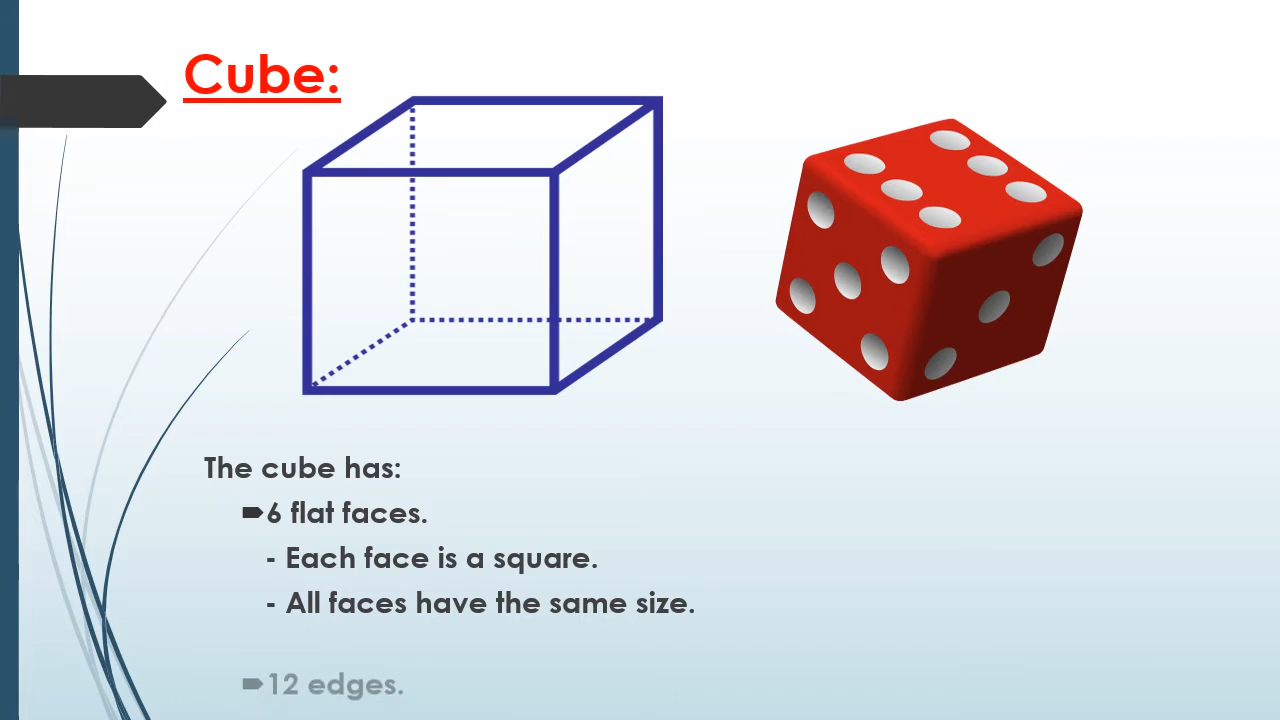 Cube:
The cube has:
6 flat faces.
- Each face is a square.
- All faces have the same size.
12 edges.